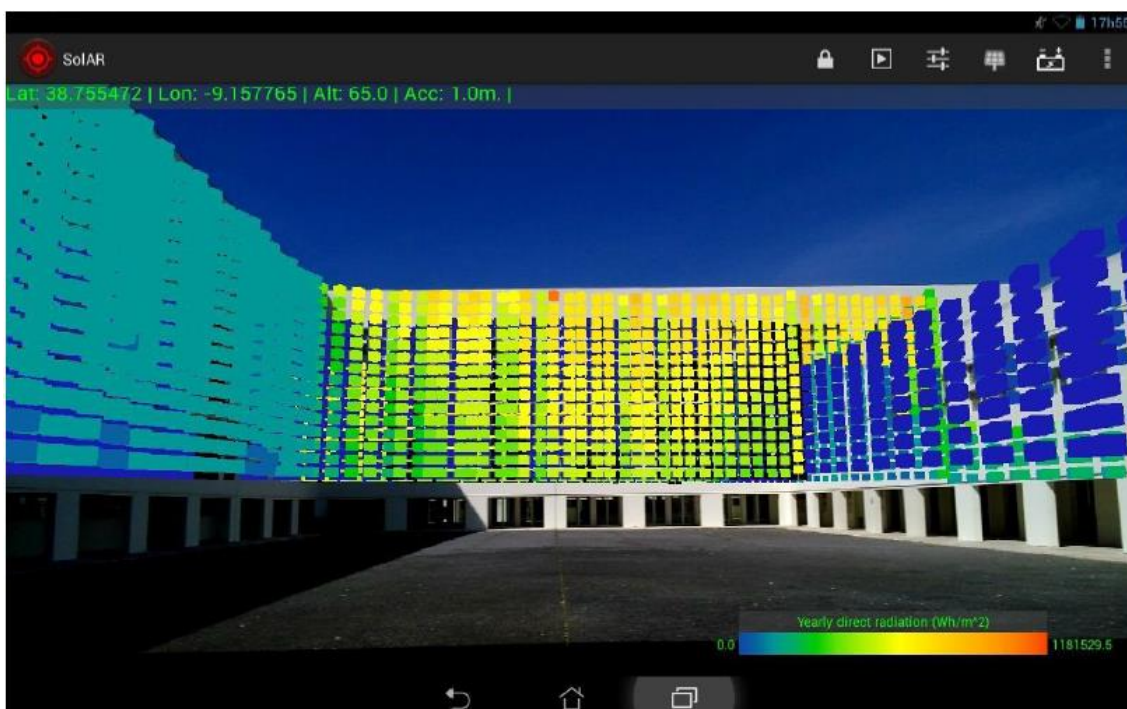 17h55
SolAR
Lat: 38.755472 | Lon: -9.157765 | Alt: 65.0 | Acc: 1.0m. |
Yearly direct radiation (Wh/m^2)
0.0
1181529.5